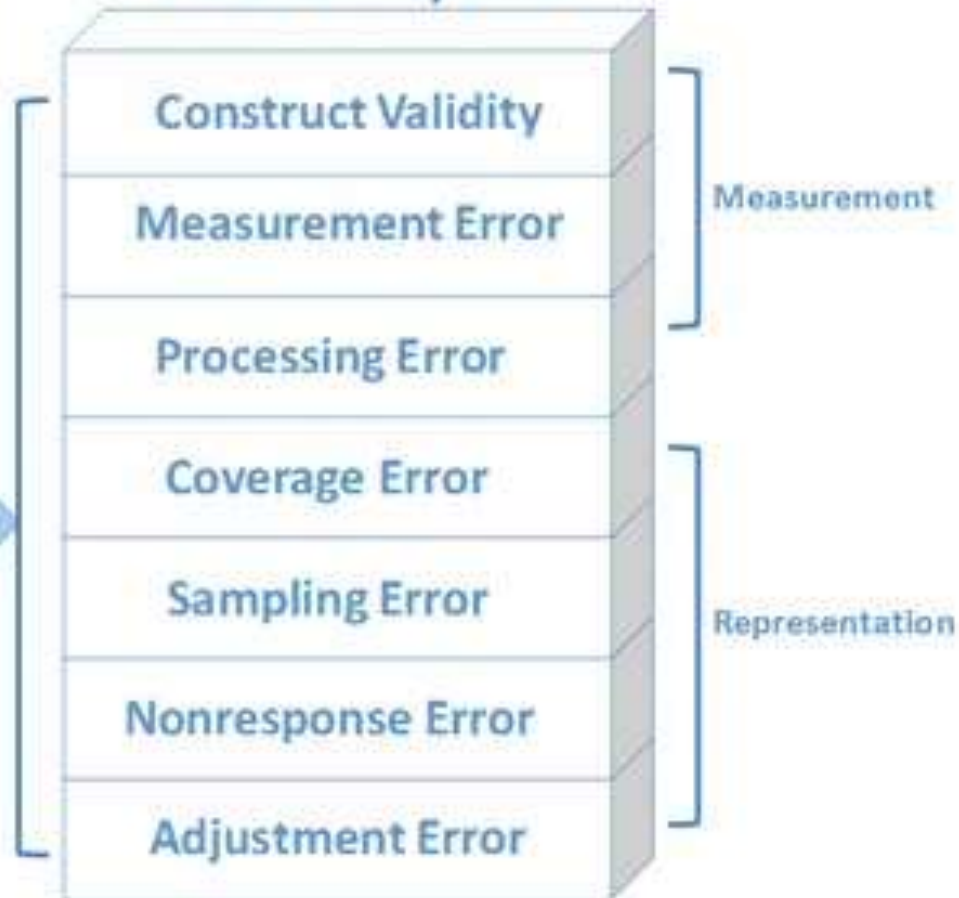 Construct Validity
Measurement Error
Processing Error
Coverage Error
Sampling Error
Nonresponse Error
Adjustment Error
Measurement
Representation